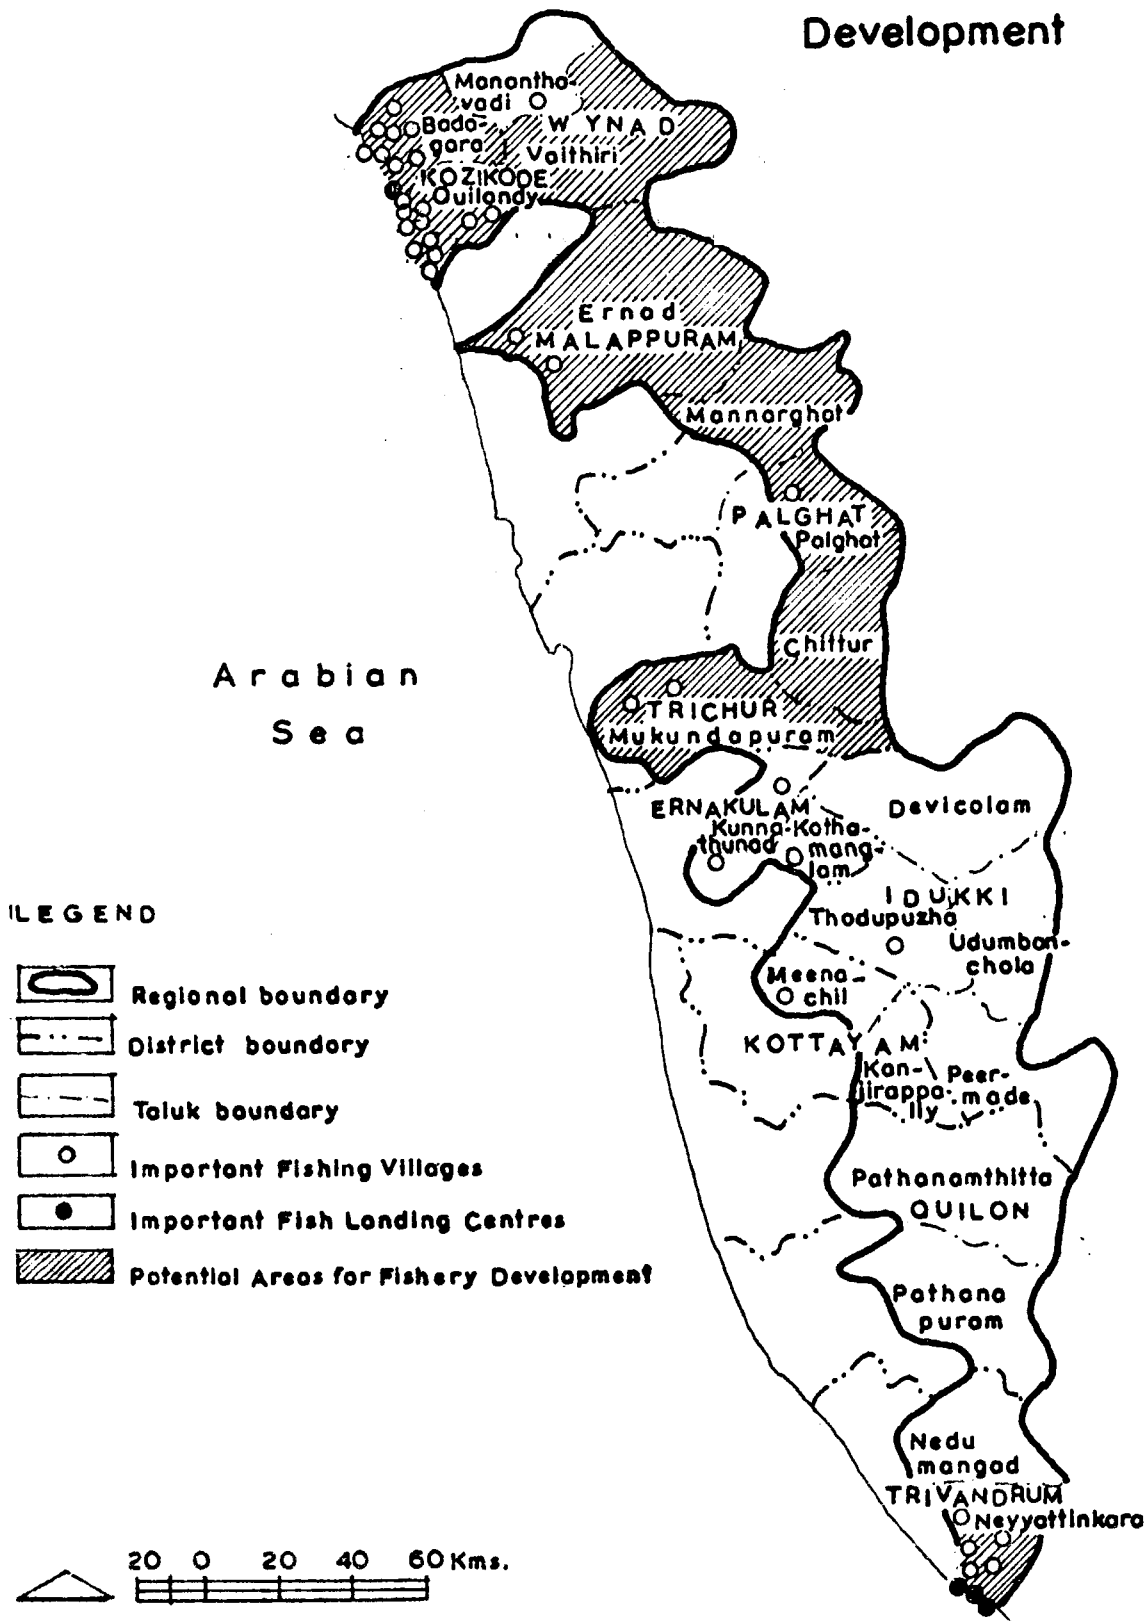 Development
Manantha-
vadi
WYNAD
Bada-
gara
Vaithiri
KOZIKODE
Quilandy
Ernad
MALAPPURAM
Mannarghat
PALGHAT
Palghat
Chittur
Arabian
Sea
TRICHUR
Mukundapuram
ERNAKULAM
Devicolam
Kunna-
thunad
Kotha-
mang-
lam
IDUKKI
Thodupuzha
Udumban-
chola
Meena-
chil
KOTTAYAM
Kan-
jirappa-
lly
Peer-
made
Pathanamthitta
QUILON
Pathana
puram
Nedu
mangad
TRIVANDRUM
Neyyattinkara
LEGEND
Regional boundary
District boundary
Taluk boundary
Important Fishing Villages
Important Fish Landing Centres
Potential Areas for Fishery Development
20 0 20 40 60 Kms.